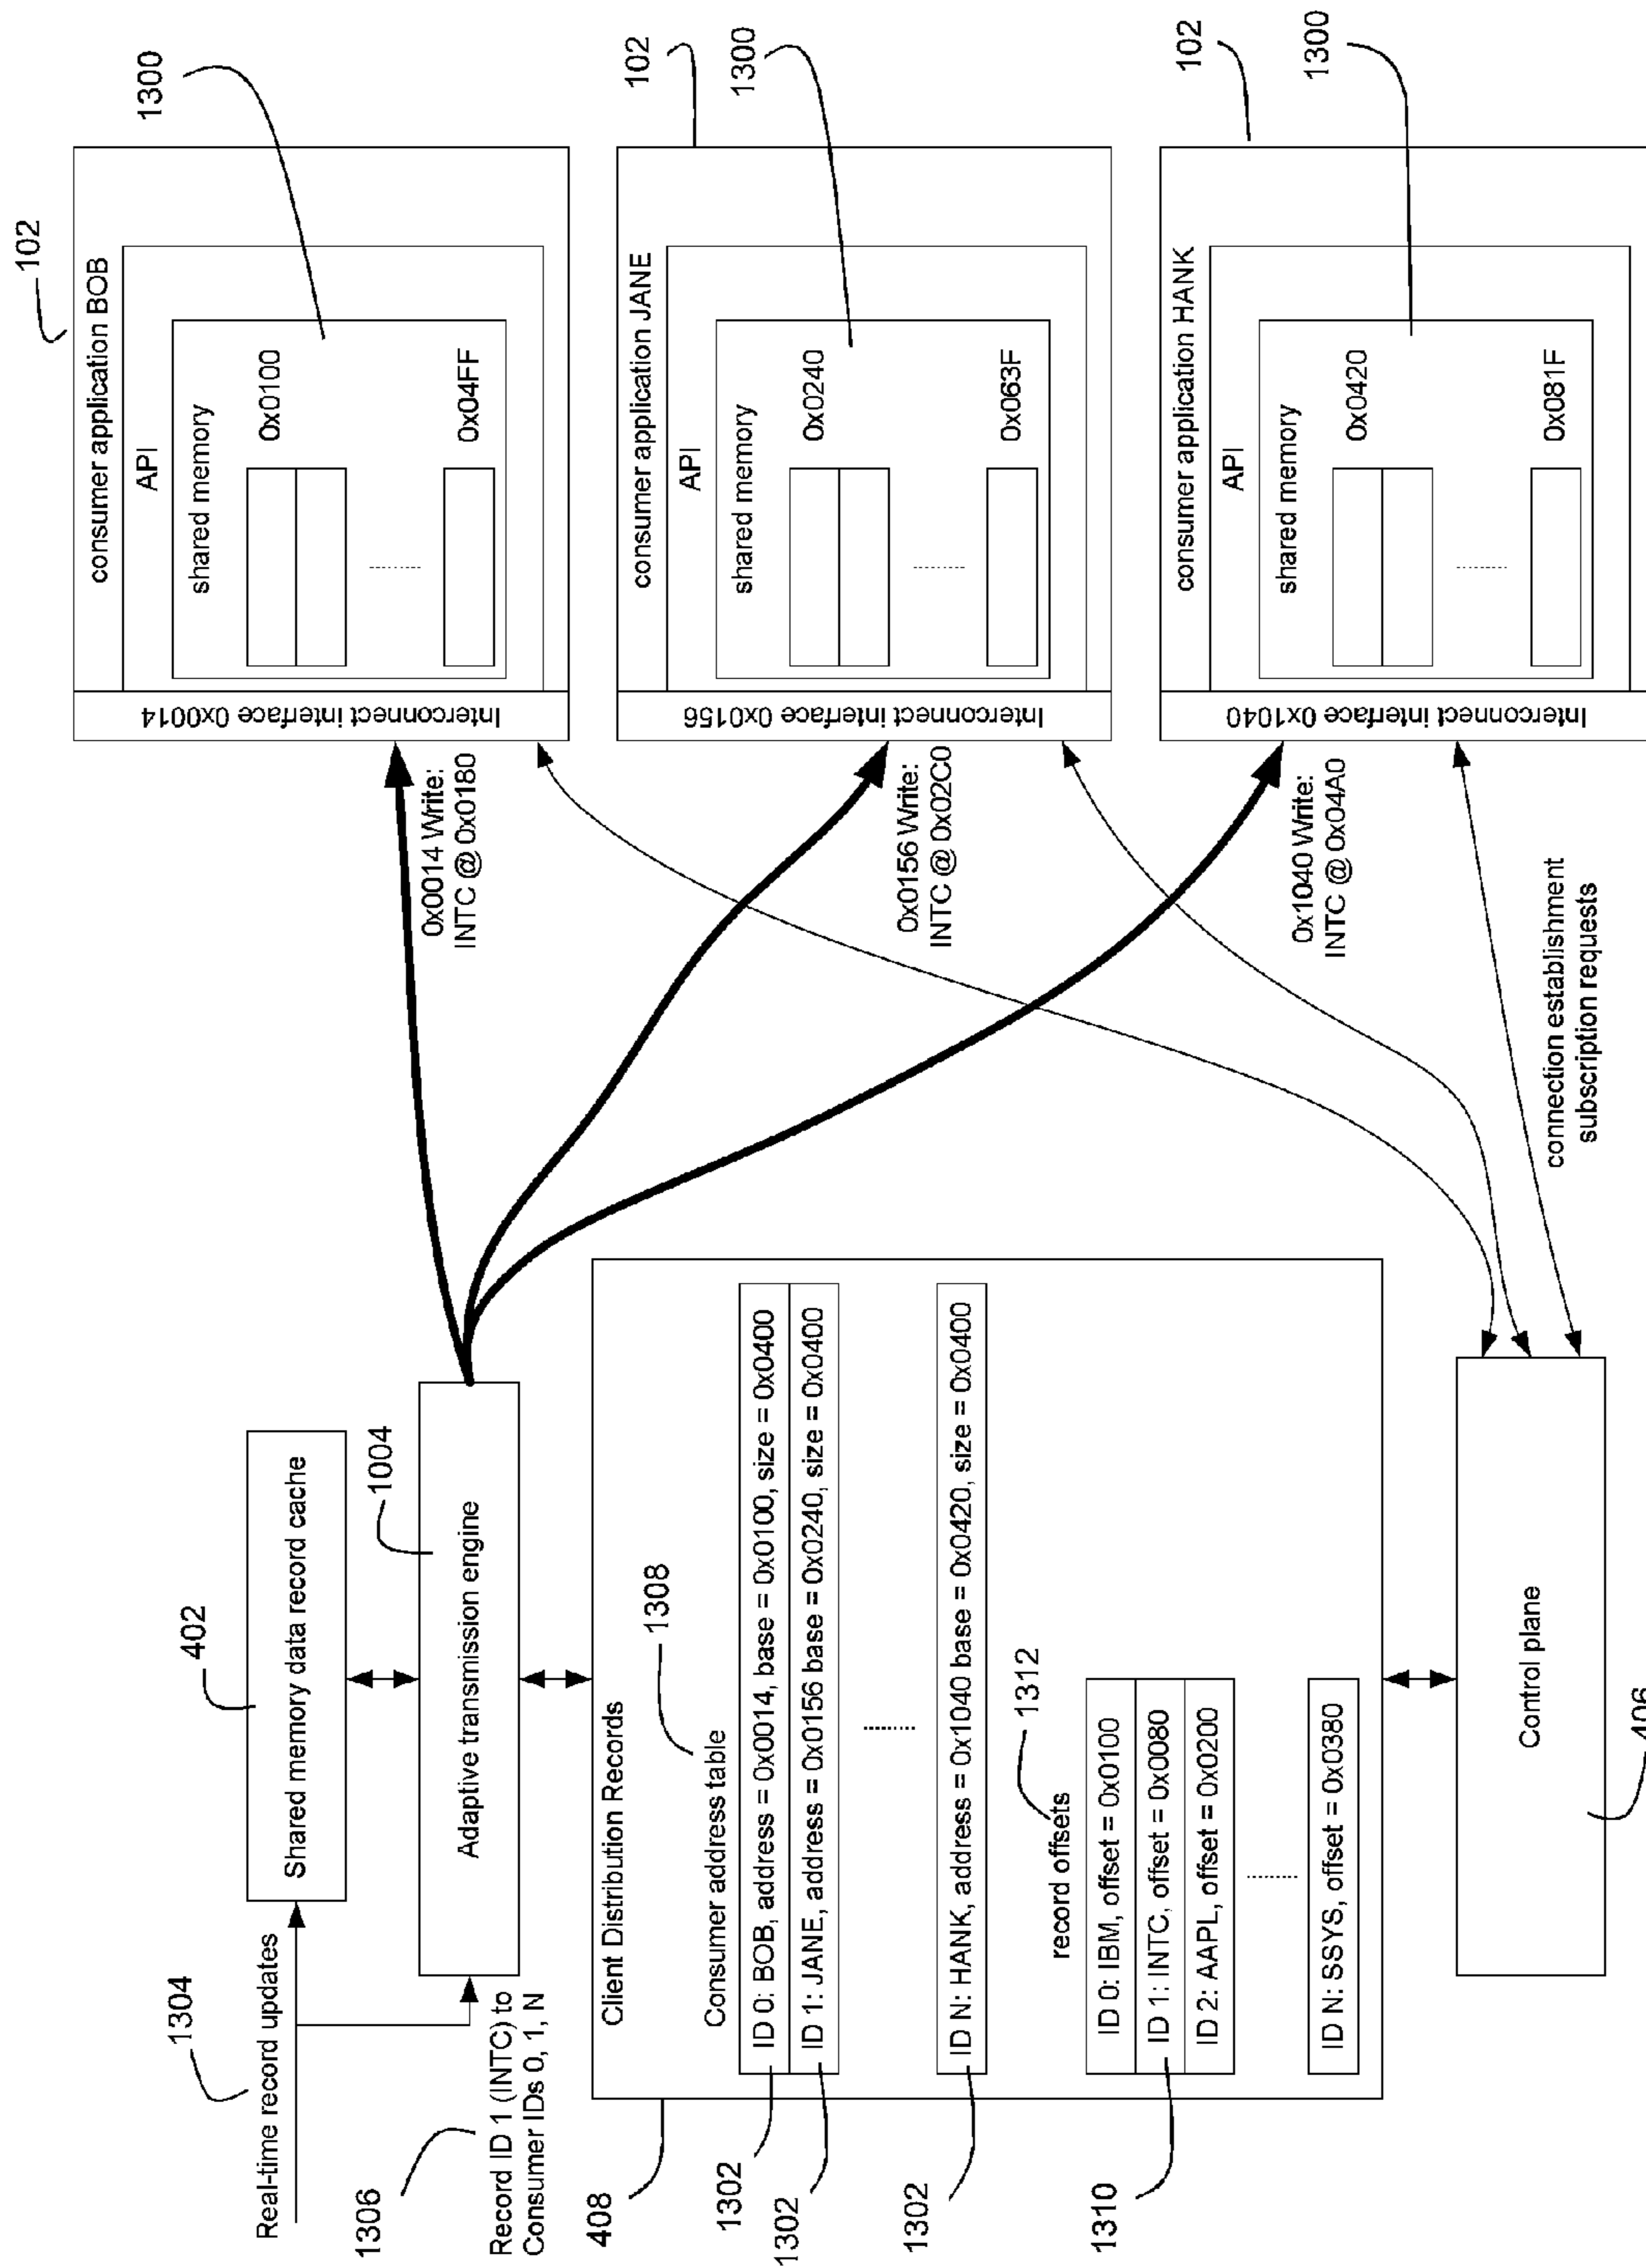 1304
Real-time record updates
1306
Record ID 1 (INTC) to
Consumer IDs 0, 1, N
402
Shared memory data record cache
1004
Adaptive transmission engine
408
Client Distribution Records
Consumer address table
1308
1302
ID 0: BOB, address = 0x0014, base = 0x0100, size = 0x0400
1302
ID 1: JANE, address = 0x0156 base = 0x0240, size = 0x0400
1302
ID N: HANK, address = 0x1040 base = 0x0420, size = 0x0400
record offsets
1312
ID 0: IBM, offset = 0x0100
1310
ID 1: INTC, offset = 0x0080
ID 2: AAPL, offset = 0x0200
ID N: SSYS, offset = 0x0380
Control plane
406
0x0014 Write:
INTC @ 0x0180
0x0156 Write:
INTC @ 0x02C0
0x1040 Write:
INTC @ 0x04A0
connection establishment
subscription requests
102
consumer application BOB
API
shared memory
0x0100
0x04FF
1300
Interconnect interface 0x0014
102
consumer application JANE
API
shared memory
0x0240
0x063F
1300
Interconnect interface 0x0156
102
consumer application HANK
API
shared memory
0x0420
0x081F
1300
Interconnect interface 0x1040